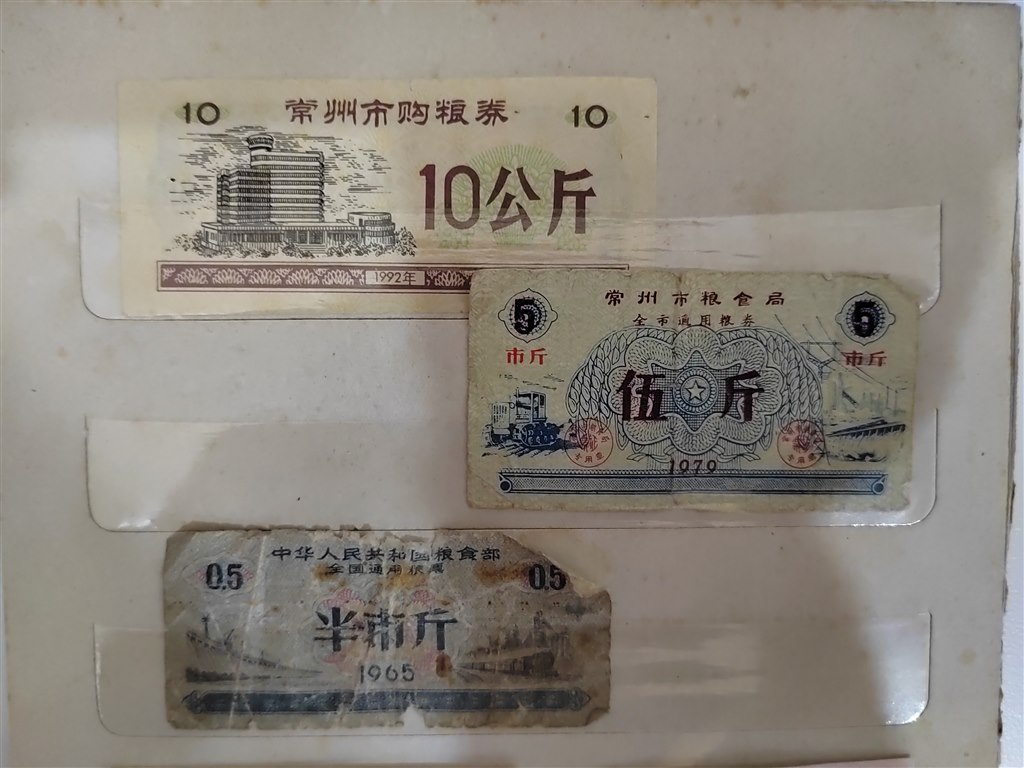 10 常州市购粮券 10
10公斤
1992年
5 常州市粮食局 5
全市通用粮券
市斤 市斤
伍斤
专用章
1979
中华人民共和国粮食部
0.5 全国通用粮票 0.5
半市斤
1965